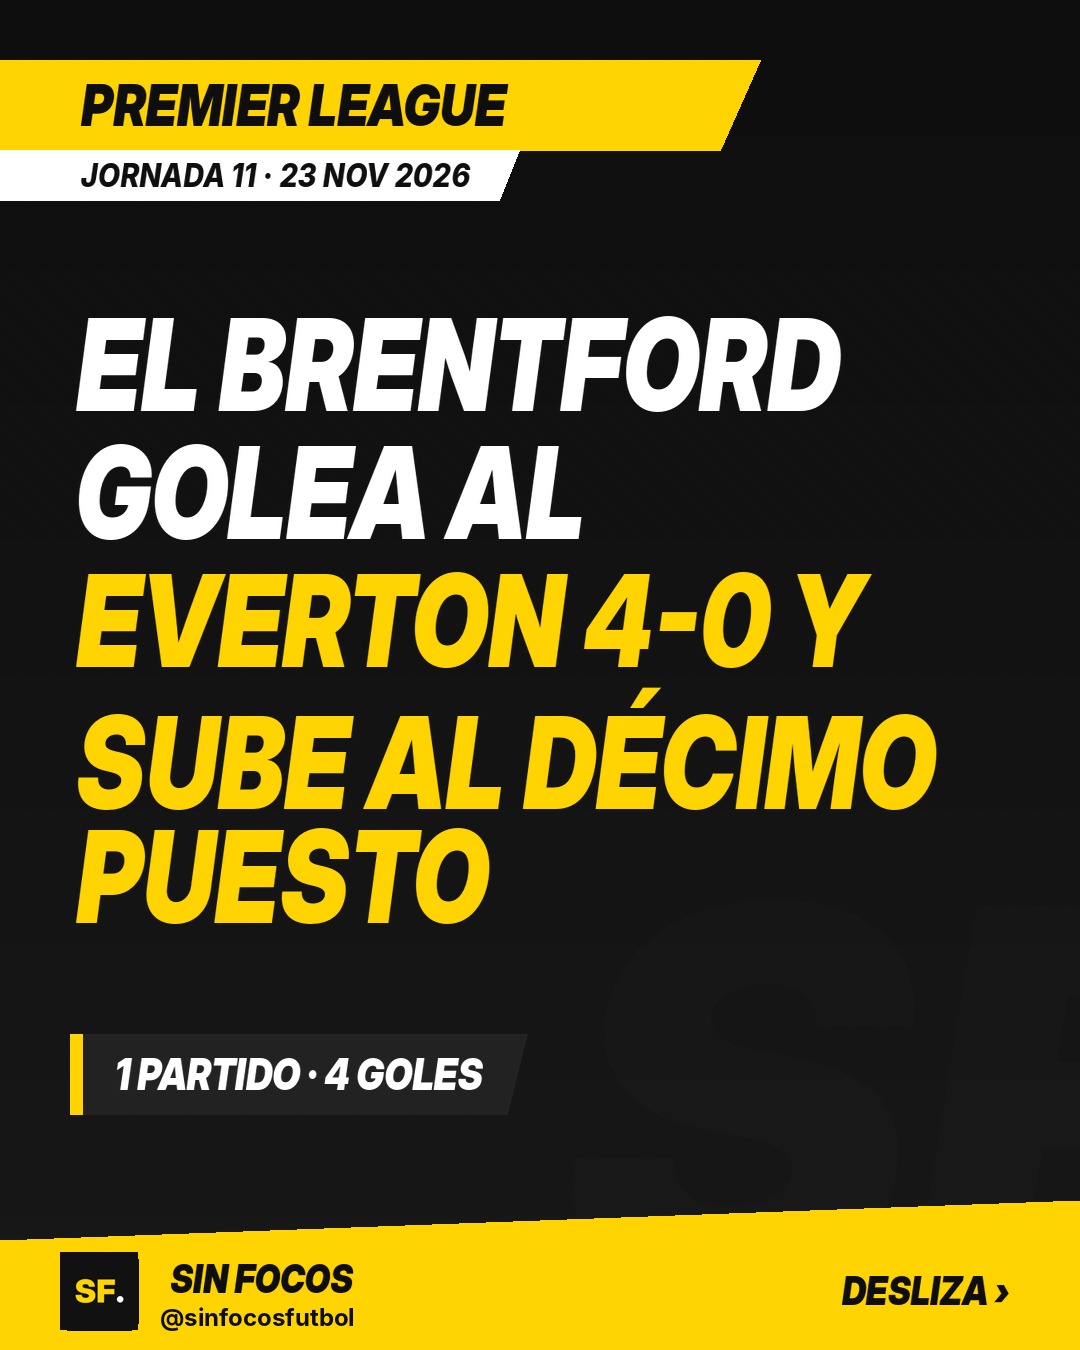 PREMIER LEAGUE
JORNADA 11 · 23 NOV 2026
EL BRENTFORD
GOLEA AL
EVERTON 4-0 Y
SUBE AL DÉCIMO
PUESTO
1 PARTIDO · 4 GOLES
SF
SF.
SIN FOCOS
@sinfocosfutbol
DESLIZA ›